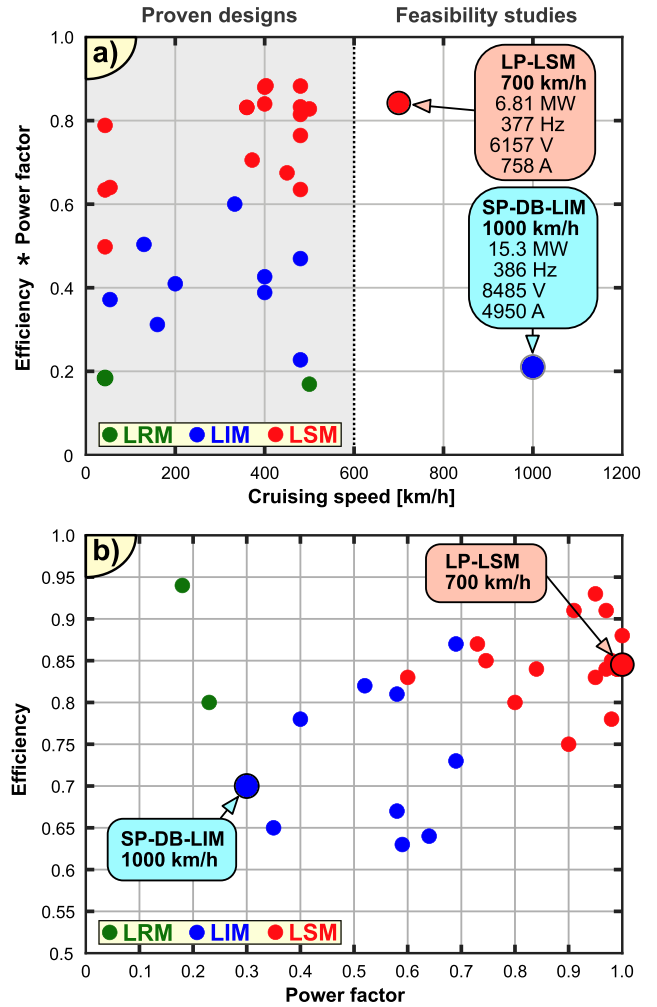 Proven designs
Feasibility studies
a)
1.0
0.8
0.6
0.4
0.2
0
Efficiency * Power factor
LP-LSM
700 km/h
6.81 MW
377 Hz
6157 V
758 A
SP-DB-LIM
1000 km/h
15.3 MW
386 Hz
8485 V
4950 A
LRM LIM LSM
0 200 400 600 800 1000 1200
Cruising speed [km/h]
b)
1.0
0.95
0.9
0.85
0.8
0.75
0.7
0.65
0.6
0.55
0.5
Efficiency
LP-LSM
700 km/h
SP-DB-LIM
1000 km/h
LRM LIM LSM
0 0.1 0.2 0.3 0.4 0.5 0.6 0.7 0.8 0.9 1.0
Power factor